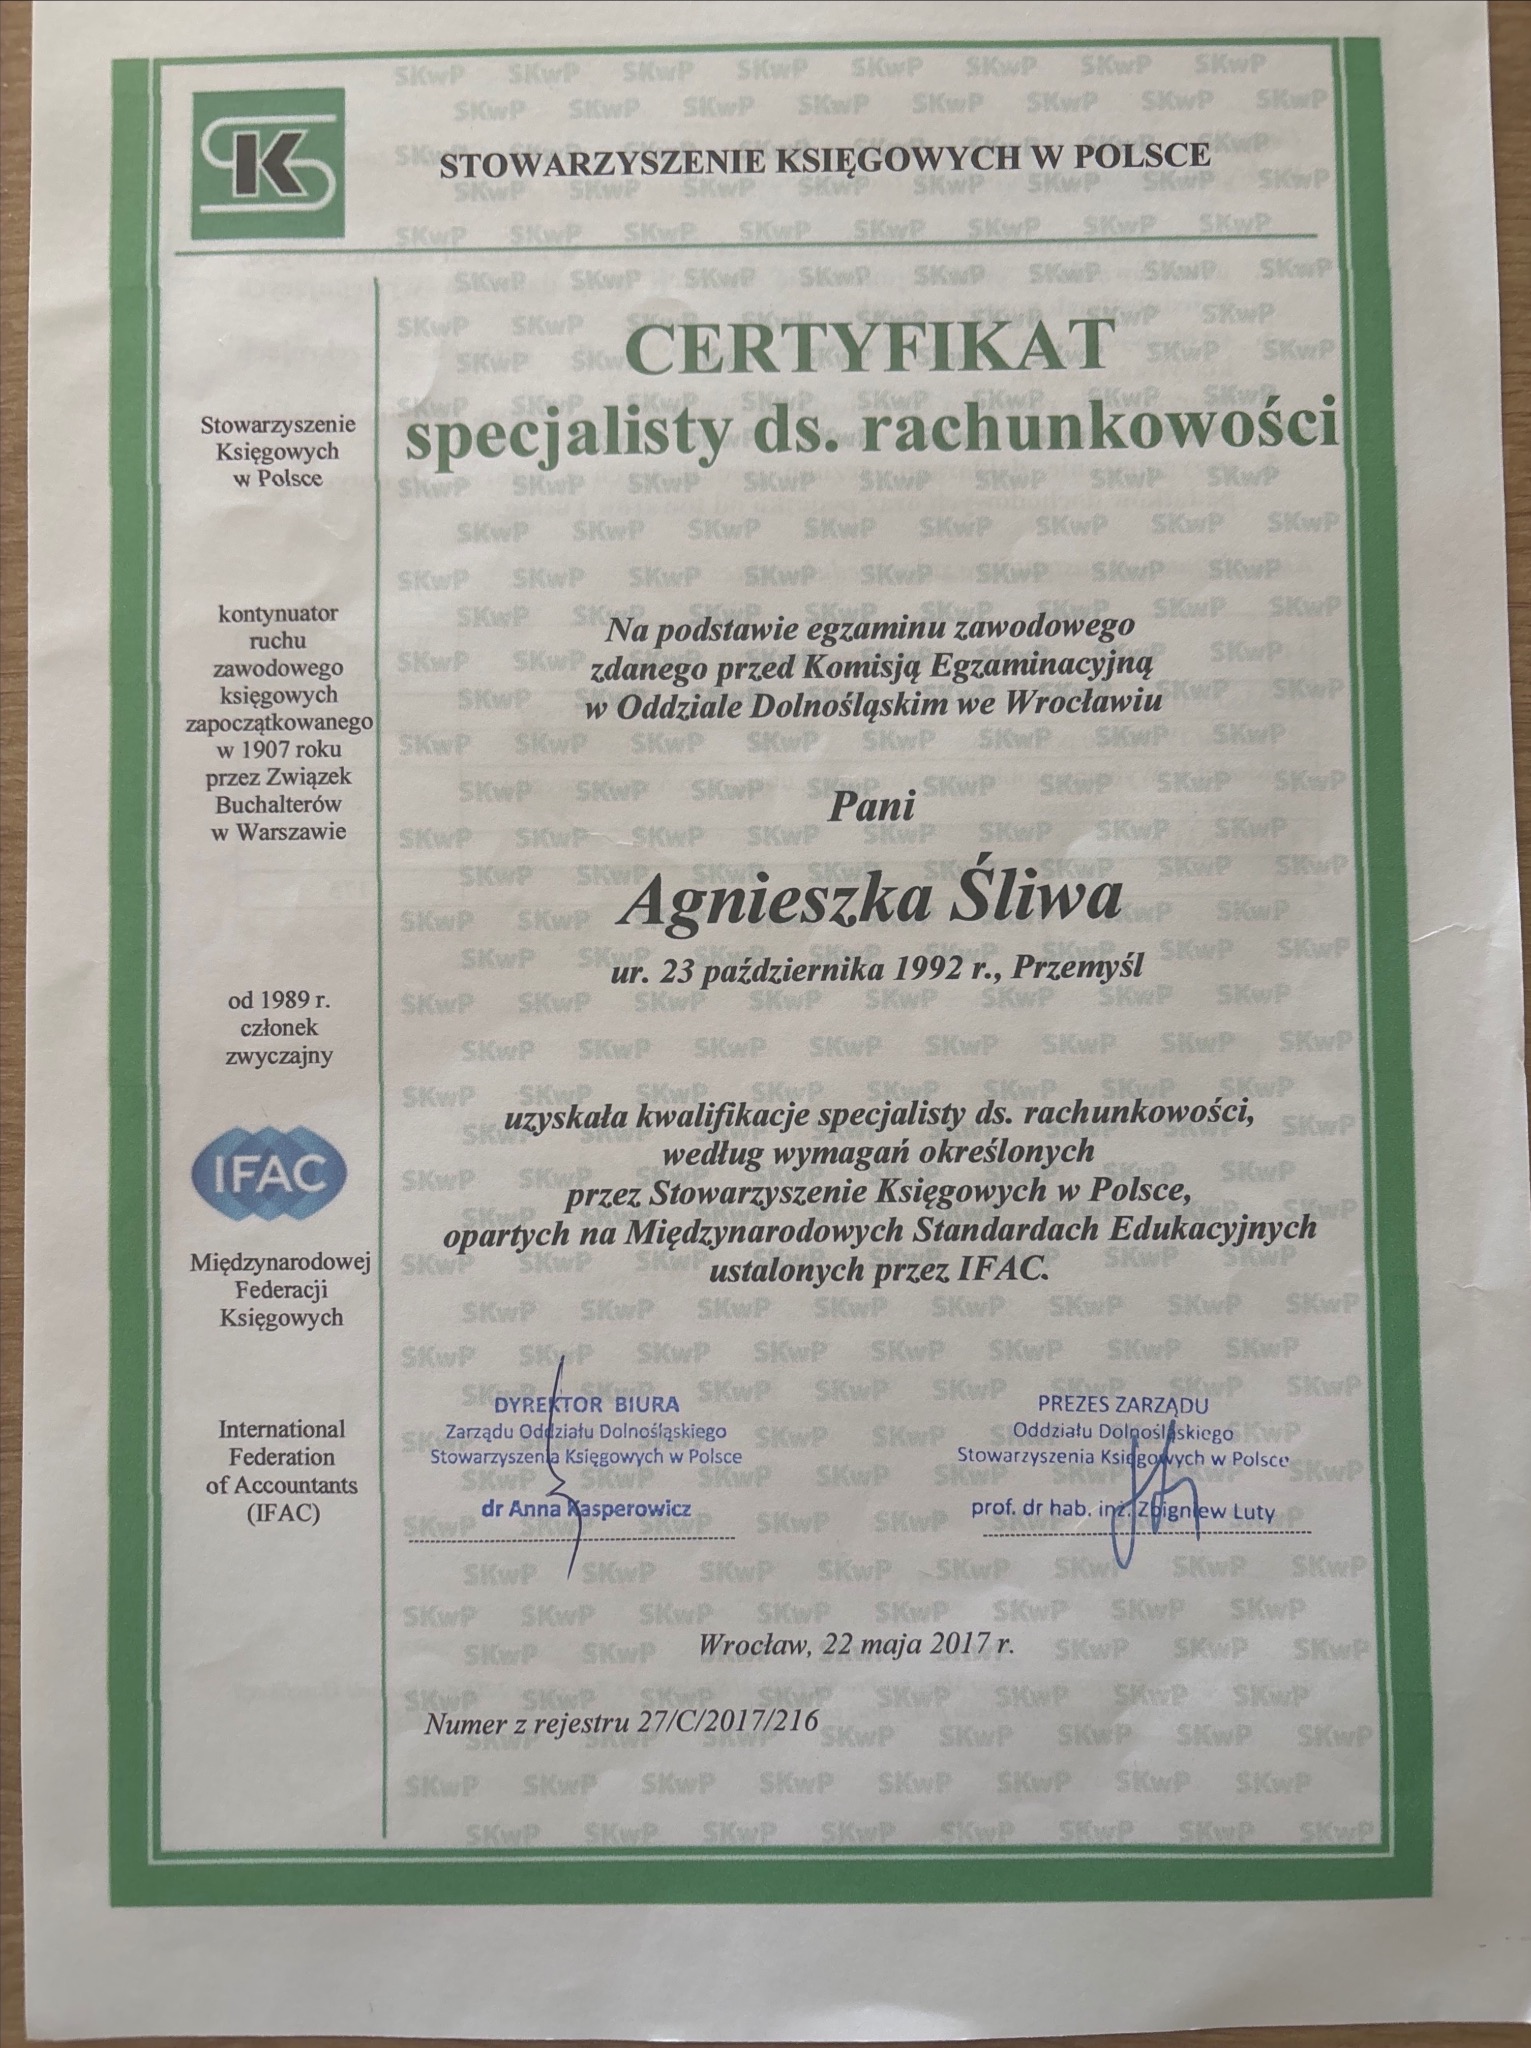 K
STOWARZYSZENIE KSIĘGOWYCH W POLSCE
CERTYFIKAT
specjalisty ds. rachunkowości
Stowarzyszenie
Księgowych
w Polsce
kontynuator
ruchu
zawodowego
księgowych
zapoczątkowanego
w 1907 roku
przez Związek
Buchalterów
w Warszawie
od 1989 r.
członek
zwyczajny
IFAC
Międzynarodowej
Federacji
Księgowych
International
Federation
of Accountants
(IFAC)
Na podstawie egzaminu zawodowego
zdanego przed Komisją Egzaminacyjną
w Oddziale Dolnośląskim we Wrocławiu
Pani
Agnieszka Śliwa
ur. 23 października 1992 r., Przemyśl
uzyskała kwalifikacje specjalisty ds. rachunkowości,
według wymagań określonych
przez Stowarzyszenie Księgowych w Polsce,
opartych na Międzynarodowych Standardach Edukacyjnych
ustalonych przez IFAC.
DYREKTOR BIURA
Zarządu Oddziału Dolnośląskiego
Stowarzyszenia Księgowych w Polsce
dr Anna Kasperowicz
PREZES ZARZĄDU
Oddziału Dolnośląskiego
Stowarzyszenia Księgowych w Polsce
prof. dr hab. inż. Zbigniew Luty
Wrocław, 22 maja 2017 r.
Numer z rejestru 27/C/2017/216